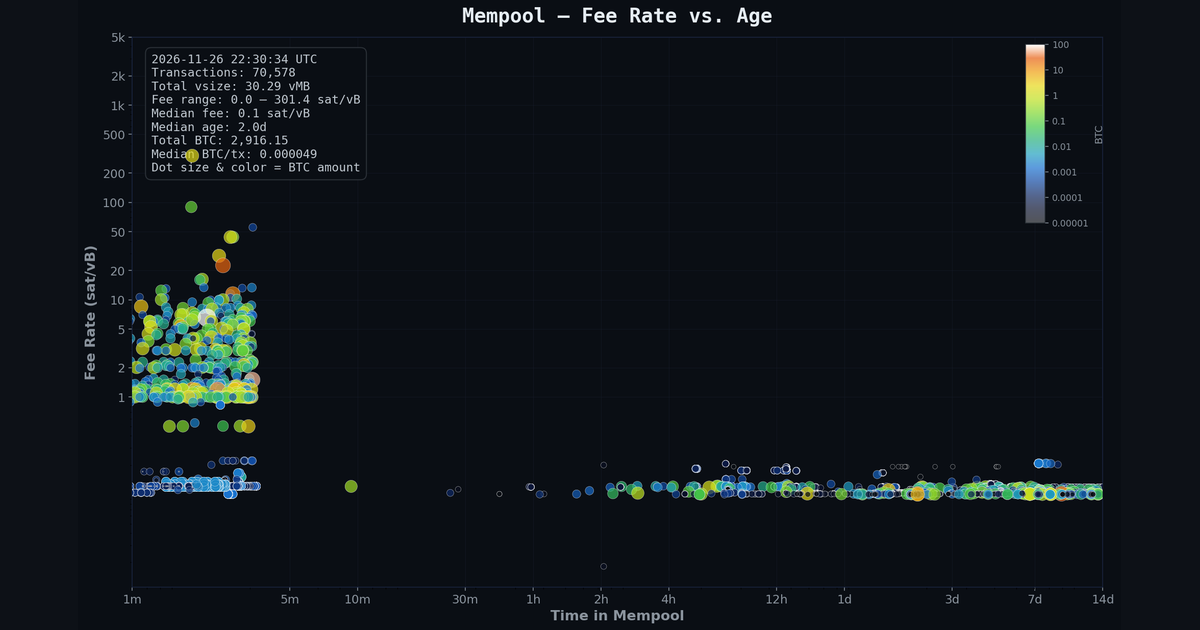 Mempool — Fee Rate vs. Age
2026-11-26 22:30:34 UTC
Transactions: 70,578
Total vsize: 30.29 vMB
Fee range: 0.0 — 301.4 sat/vB
Median fee: 0.1 sat/vB
Median age: 2.0d
Total BTC: 2,916.15
Median BTC/tx: 0.000049
Dot size & color = BTC amount
5k
2k
1k
500
200
100
50
20
10
5
2
1
Fee Rate (sat/vB)
100
10
1
0.1
0.01
0.001
0.0001
0.00001
BTC
1m 5m 10m 30m 1h 2h 4h 12h 1d 3d 7d 14d
Time in Mempool